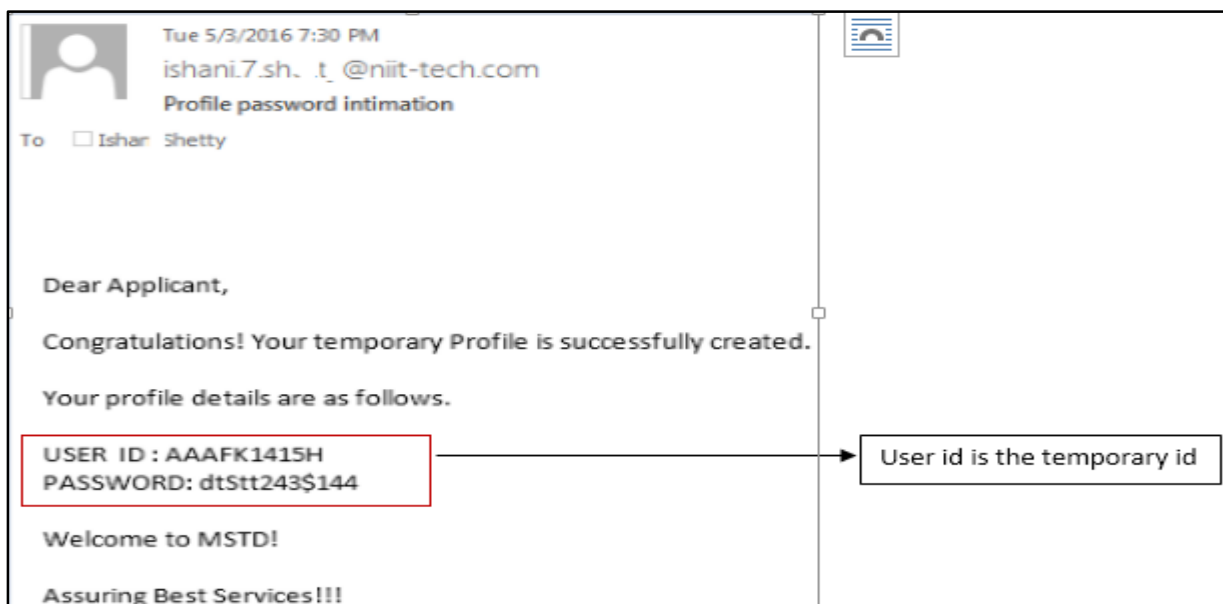 Tue 5/3/2016 7:30 PM
@niit-tech.com
Profile password intimation
To Shetty
Dear Applicant,
Congratulations! Your temporary Profile is successfully created.
Your profile details are as follows.
USER ID : AAAFK1415H
PASSWORD: dtStt243$144
User id is the temporary id
Welcome to MSTD!
Assuring Best Services!!!